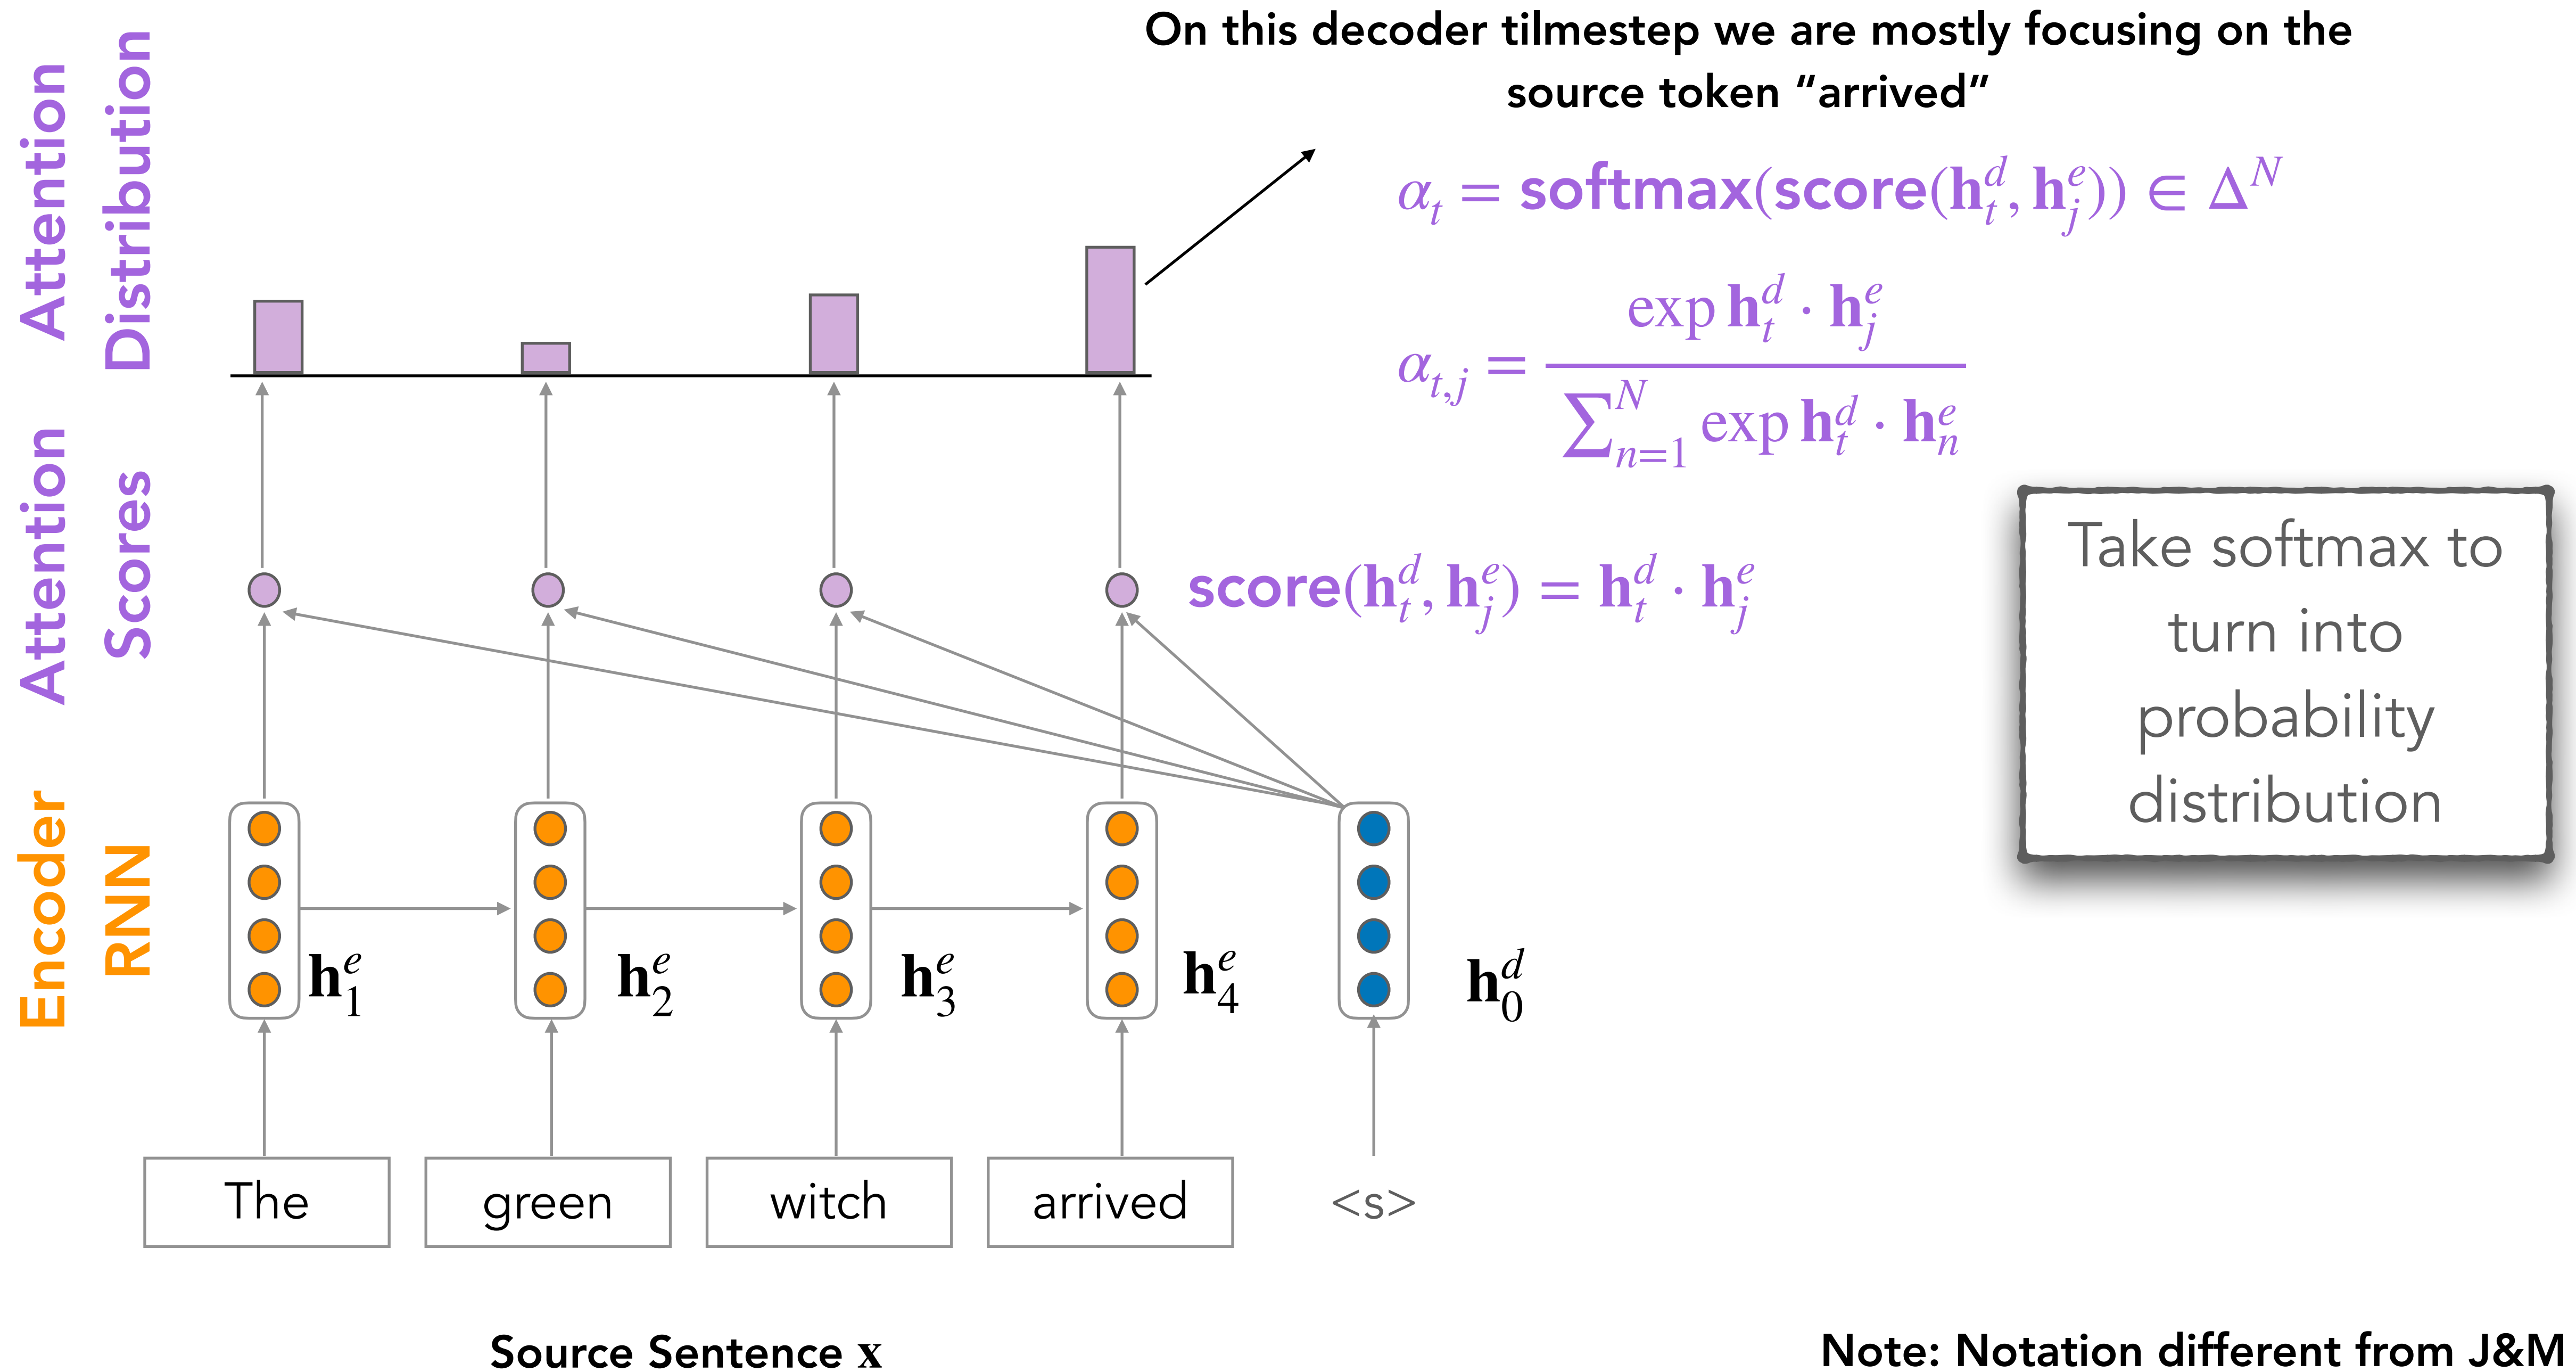 On this decoder tilmestep we are mostly focusing on the
source token “arrived”
Attention
Distribution
α_t = softmax(score(h_t^d, h_j^e)) ∈ Δ^N
α_{t,j} = exp h_t^d · h_j^e / ∑_{n=1}^N exp h_t^d · h_n^e
Attention
Scores
score(h_t^d, h_j^e) = h_t^d · h_j^e
Take softmax to
turn into
probability
distribution
Encoder
RNN
h_1^e h_2^e h_3^e h_4^e h_0^d
The green witch arrived <s>
Source Sentence x
Note: Notation different from J&M